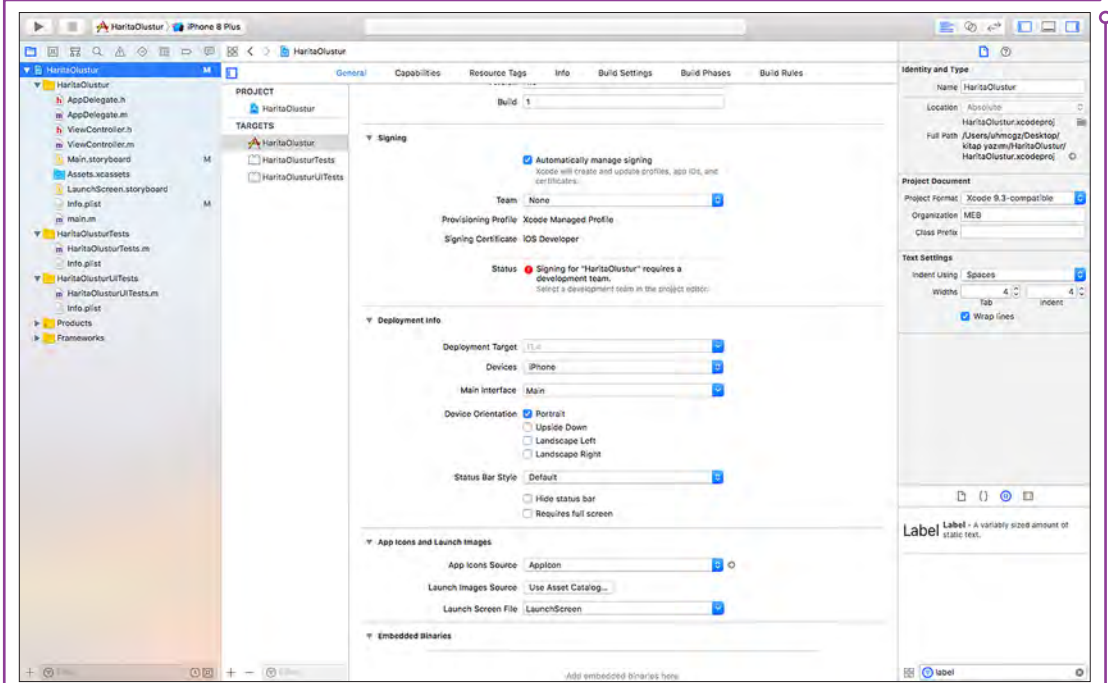 HaritaOlustur
iPhone 8 Plus
HaritaOlustur
HaritaOlustur M
HaritaOlustur
h AppDelegate.h
m AppDelegate.m
h ViewController.h
m ViewController.m
Main.storyboard M
Assets.xcassets
LaunchScreen.storyboard
Info.plist M
m main.m
HaritaOlusturTests
m HaritaOlusturTests.m
Info.plist
HaritaOlusturUITests
m HaritaOlusturUITests.m
Info.plist
Products
Frameworks
PROJECT
HaritaOlustur
TARGETS
HaritaOlustur
HaritaOlusturTests
HaritaOlusturUITests
General Capabilities Resource Tags Info Build Settings Build Phases Build Rules
Build 1
Signing
Automatically manage signing
Xcode will create and update profiles, app IDs, and
certificates.
Team None
Provisioning Profile Xcode Managed Profile
Signing Certificate iOS Developer
Status Signing for "HaritaOlustur" requires a
development team.
Select a development team in the project editor.
Deployment Info
Deployment Target 11.4
Devices iPhone
Main Interface Main
Device Orientation Portrait
Upside Down
Landscape Left
Landscape Right
Status Bar Style Default
Hide status bar
Requires full screen
App Icons and Launch Images
App Icons Source AppIcon
Launch Images Source Use Asset Catalog...
Launch Screen File LaunchScreen
Embedded Binaries
Add embedded binaries here
Identity and Type
Name HaritaOlustur
Location Absolute
HaritaOlustur.xcodeproj
Full Path /Users/uhmogz/Desktop/
kitap yazımı/HaritaOlustur/
HaritaOlustur.xcodeproj
Project Document
Project Format Xcode 9.3-compatible
Organization MEB
Class Prefix
Text Settings
Indent Using Spaces
Widths 4 4
Tab Indent
Wrap lines
Label Label - A variably sized amount of
static text.
Filter
Filter
label